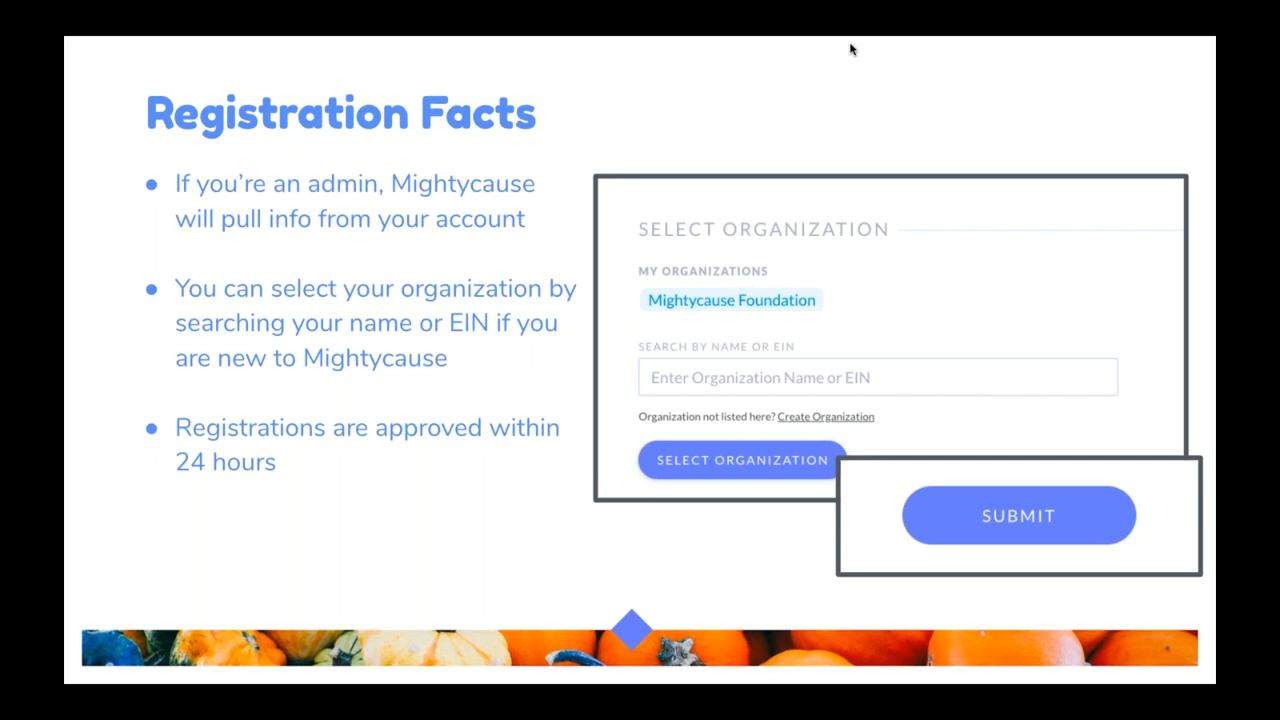 Registration Facts
● If you’re an admin, Mightycause
will pull info from your account
● You can select your organization by
searching your name or EIN if you
are new to Mightycause
● Registrations are approved within
24 hours
SELECT ORGANIZATION
MY ORGANIZATIONS
Mightycause Foundation
SEARCH BY NAME OR EIN
Enter Organization Name or EIN
Organization not listed here? Create Organization
SELECT ORGANIZATION
SUBMIT